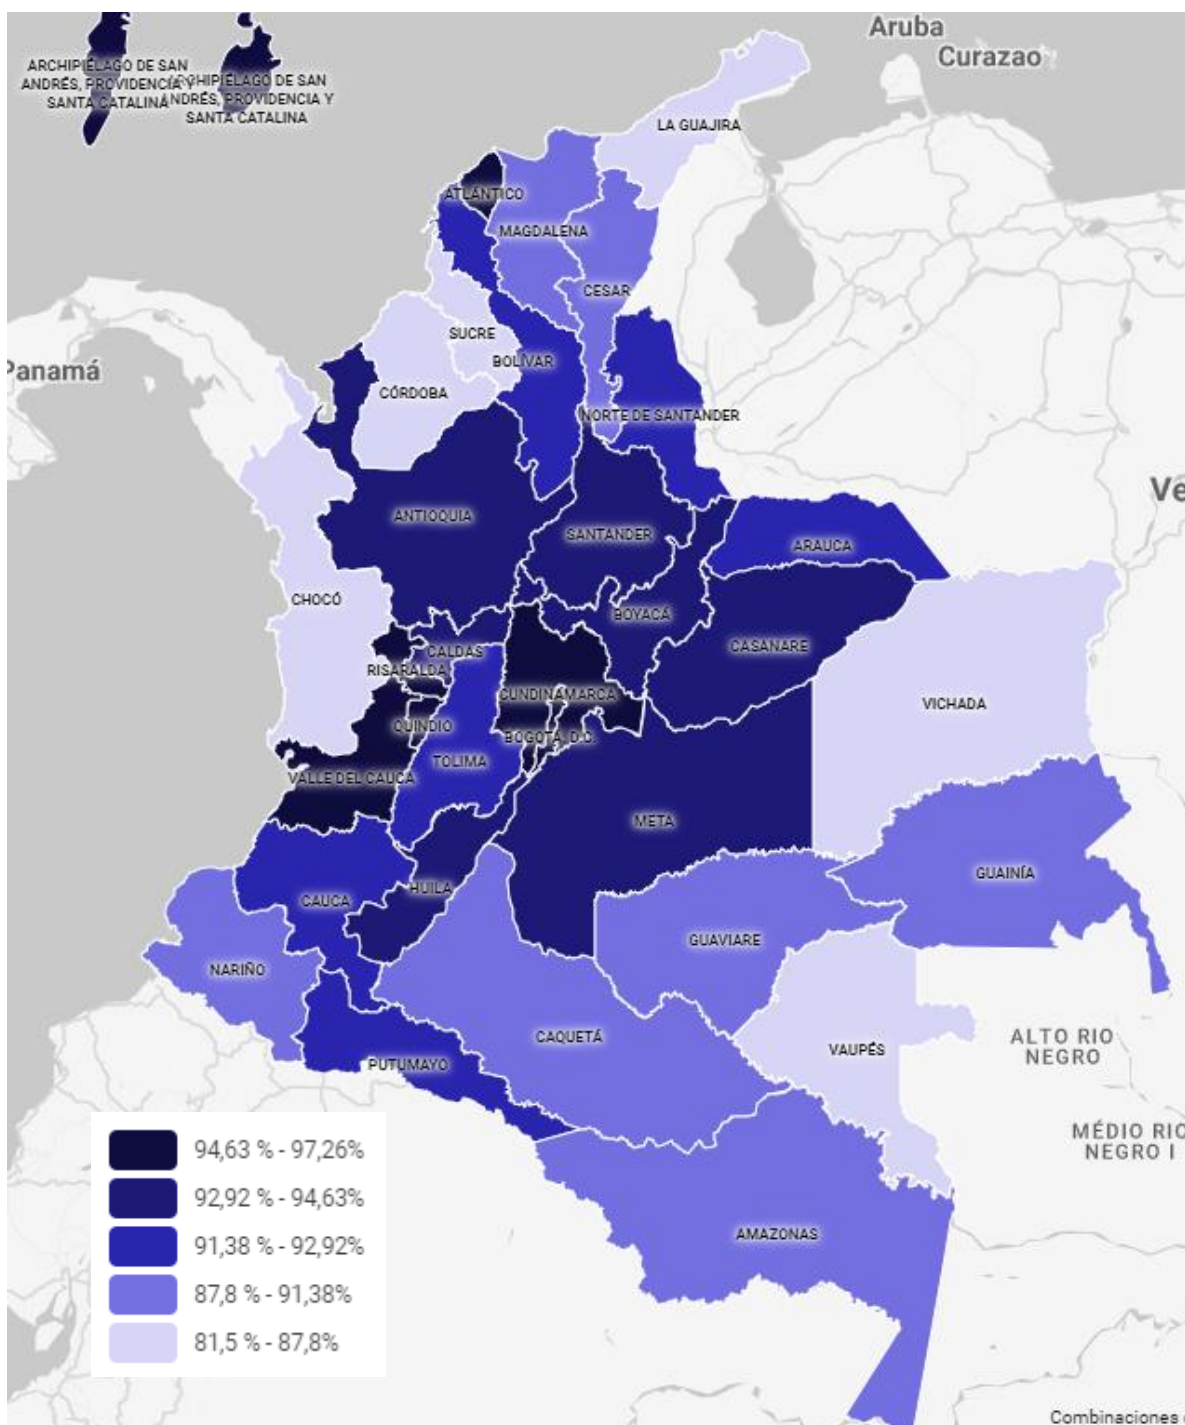 Aruba
Curazao
ARCHIPIÉLAGO DE SAN
ANDRÉS, PROVIDENCIA Y
SANTA CATALINA
ARCHIPIÉLAGO DE SAN
ANDRÉS, PROVIDENCIA Y
SANTA CATALINA
LA GUAJIRA
ATLÁNTICO
MAGDALENA
CESAR
SUCRE
BOLÍVAR
Panamá
CÓRDOBA
NORTE DE SANTANDER
Ve
ANTIOQUIA
SANTANDER
ARAUCA
CHOCÓ
BOYACÁ
CASANARE
CALDAS
RISARALDA
CUNDINAMARCA
VICHADA
QUINDIO
BOGOTÁ, D.C.
TOLIMA
VALLE DEL CAUCA
META
GUAINÍA
HUILA
CAUCA
GUAVIARE
NARIÑO
CAQUETÁ
VAUPÉS
ALTO RIO
NEGRO
PUTUMAYO
MÉDIO RIO
NEGRO I
AMAZONAS
94,63 % - 97,26%
92,92 % - 94,63%
91,38 % - 92,92%
87,8 % - 91,38%
81,5 % - 87,8%
Combinaciones